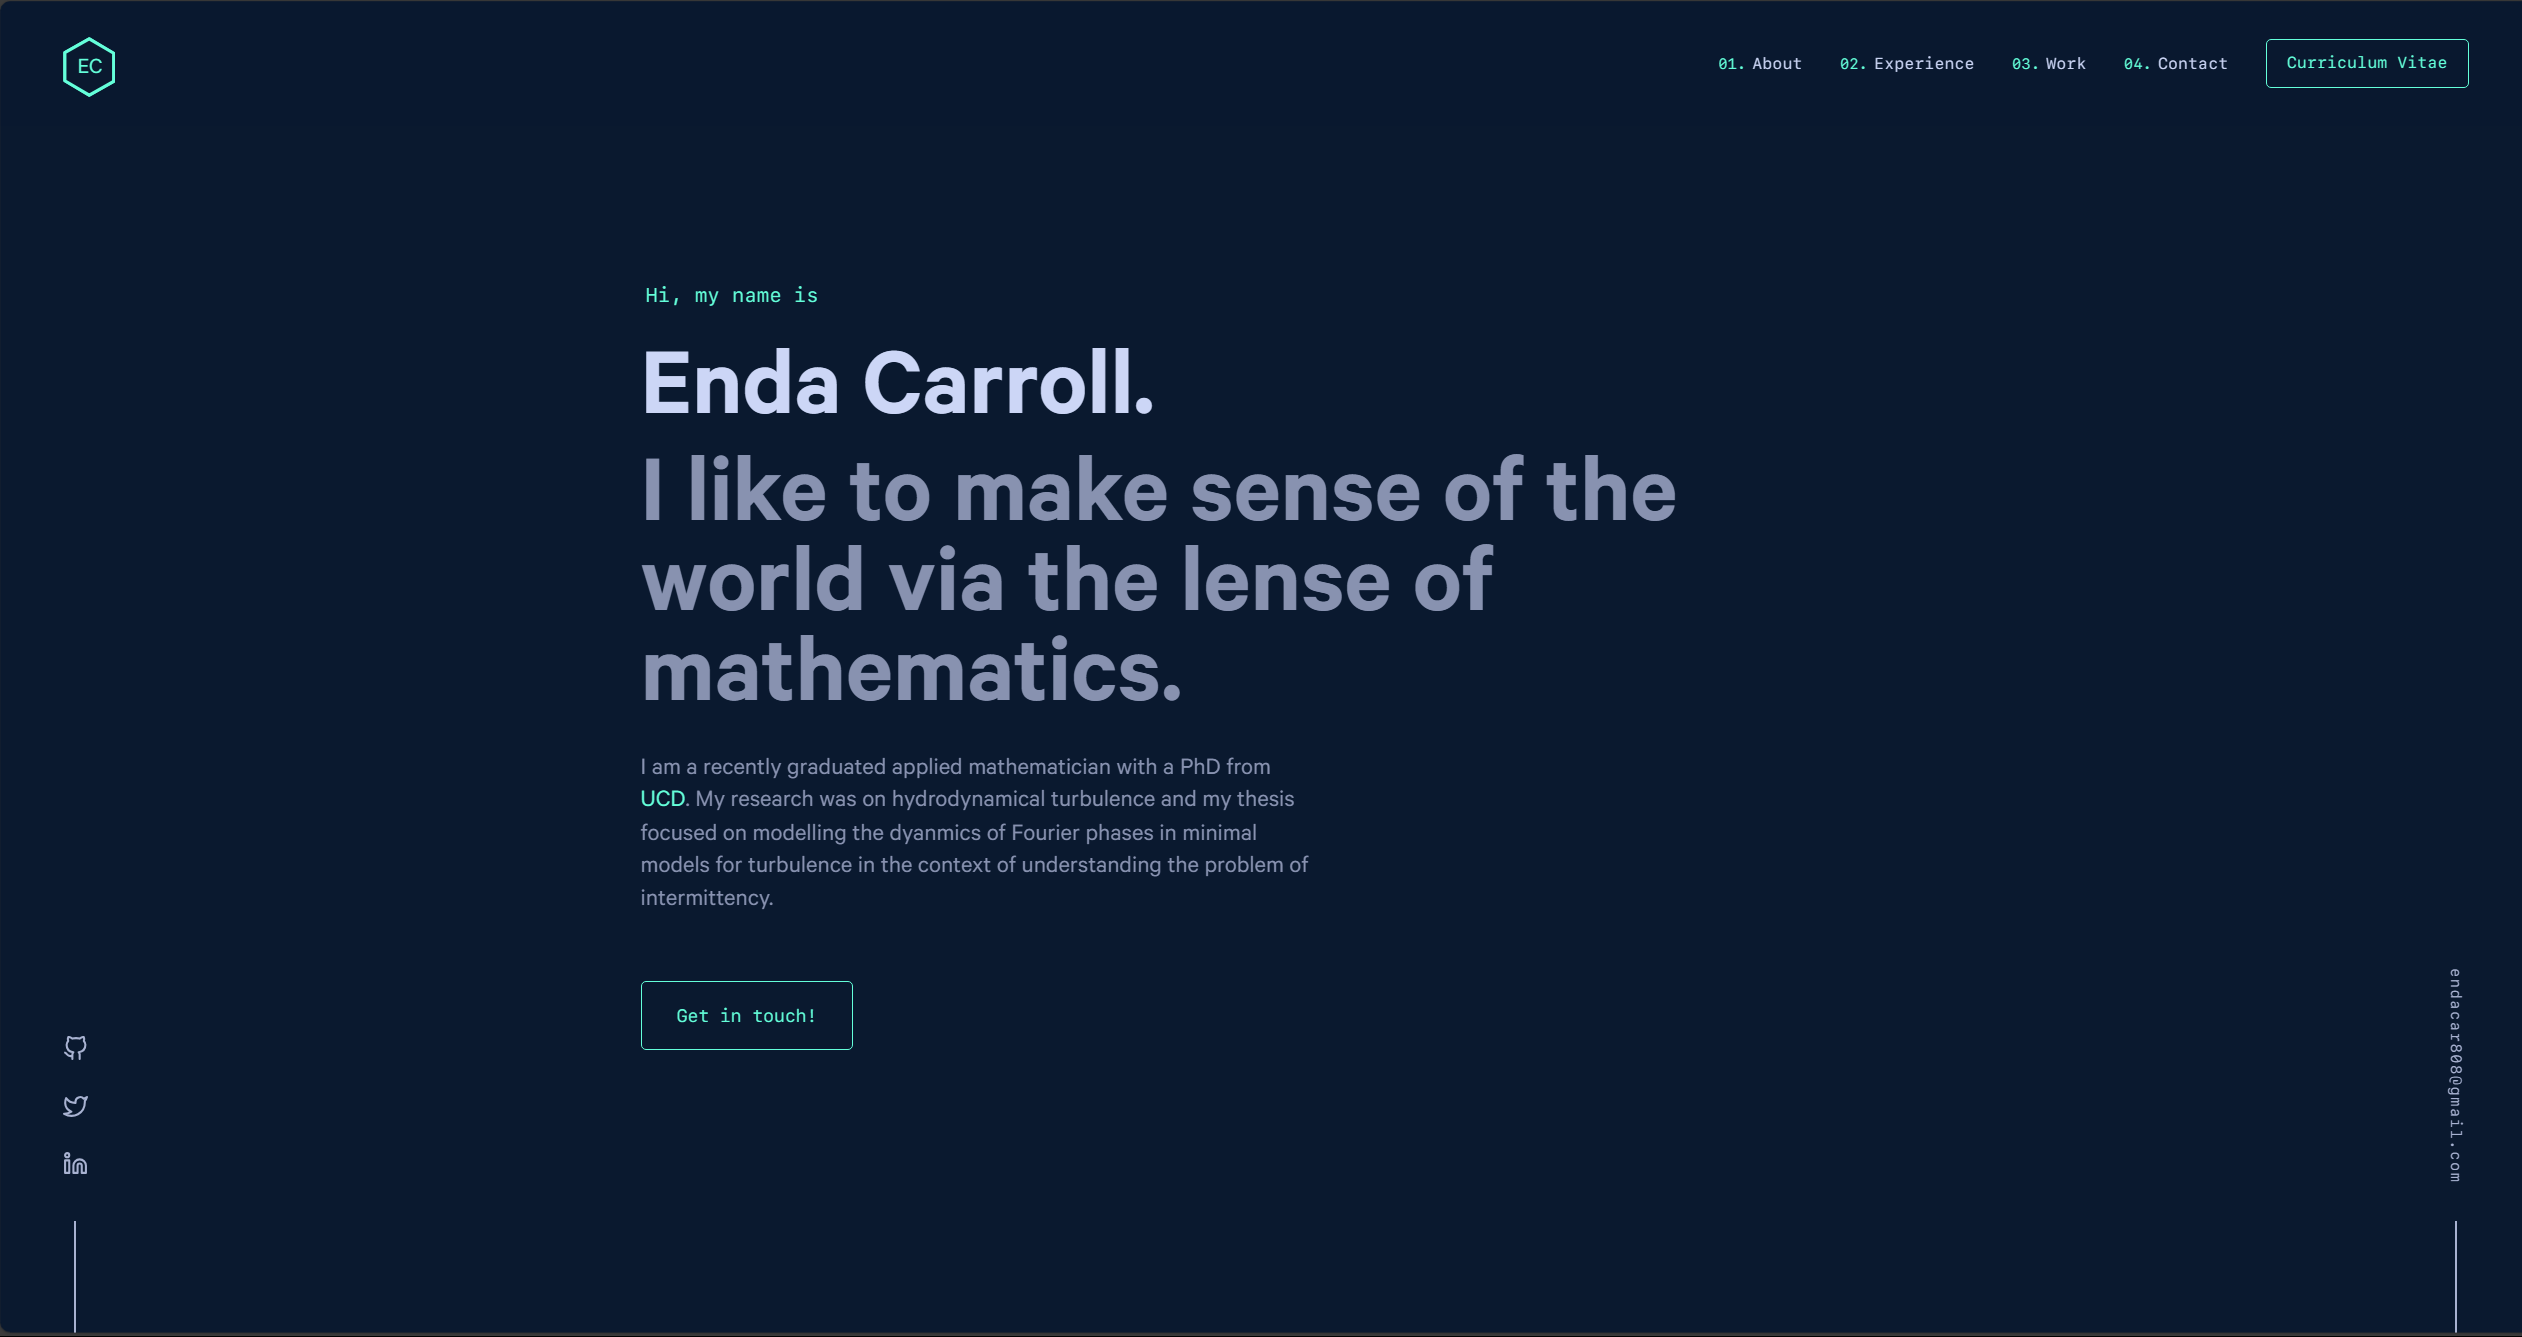 EC
01. About
02. Experience
03. Work
04. Contact
Curriculum Vitae
Hi, my name is
Enda Carroll.
I like to make sense of the
world via the lense of
mathematics.
I am a recently graduated applied mathematician with a PhD from
UCD. My research was on hydrodynamical turbulence and my thesis
focused on modelling the dyanmics of Fourier phases in minimal
models for turbulence in the context of understanding the problem of
intermittency.
Get in touch!
endacar808@gmail.com